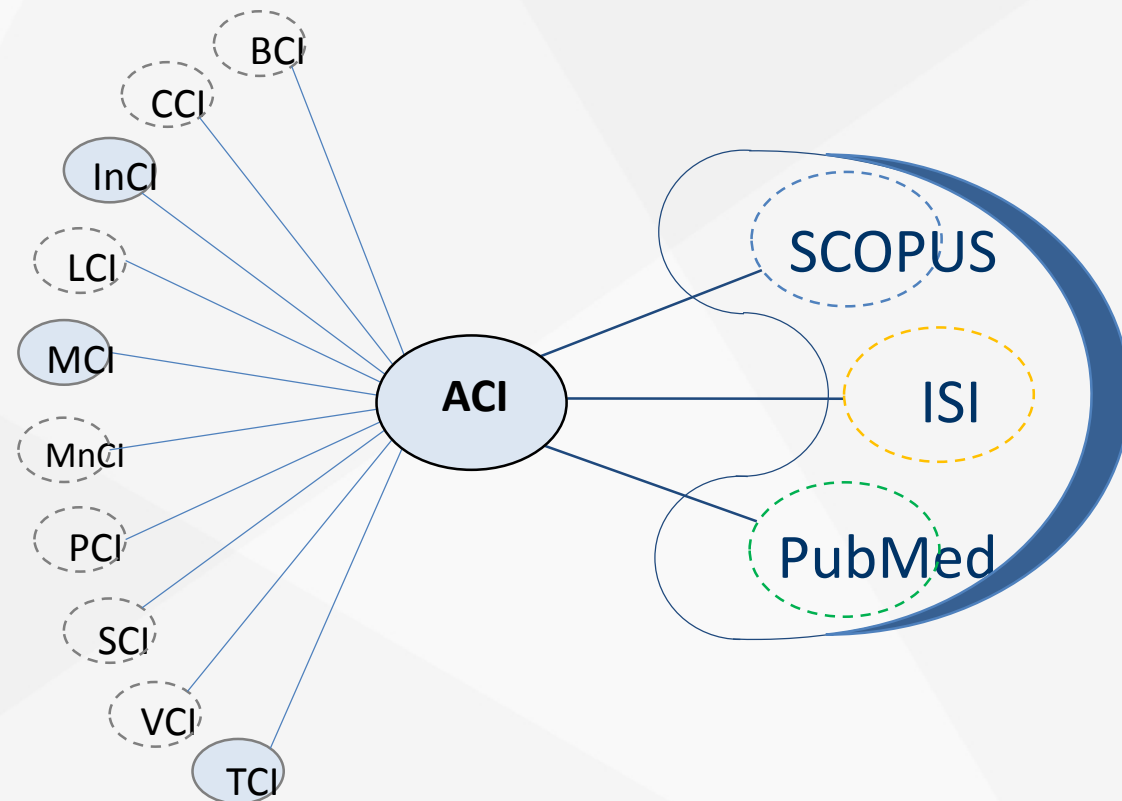 BCI
CCI
InCI
LCI
MCI
MnCI
PCI
SCI
VCI
TCI
ACI
SCOPUS
ISI
PubMed